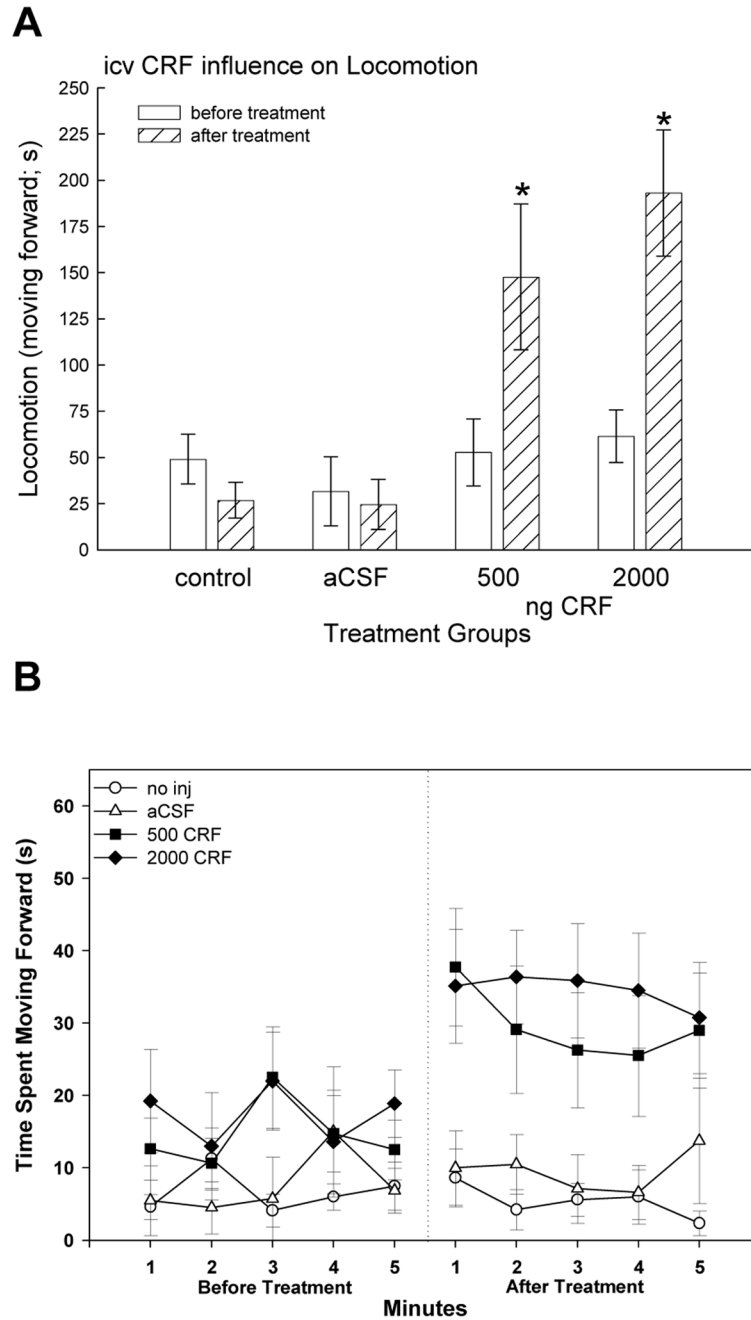 A
icv CRF influence on Locomotion
250
225
200
175
150
125
100
75
50
25
0
Locomotion (moving forward; s)
before treatment
after treatment
*
*
control aCSF 500 2000
ng CRF
Treatment Groups
B
60
50
40
30
20
10
0
Time Spent Moving Forward (s)
no inj
aCSF
500 CRF
2000 CRF
1 2 3 4 5 1 2 3 4 5
Before Treatment After Treatment
Minutes